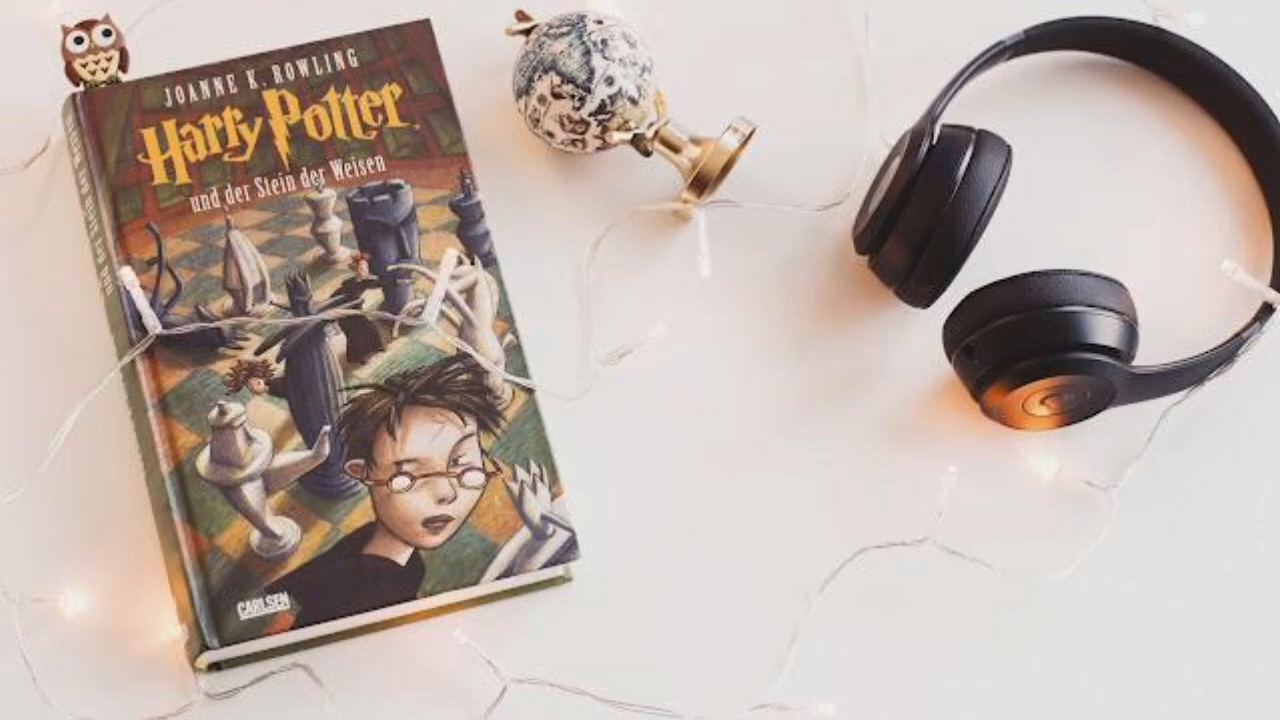 JOANNE K. ROWLING
Harry Potter
und der Stein der Weisen
CARLSEN